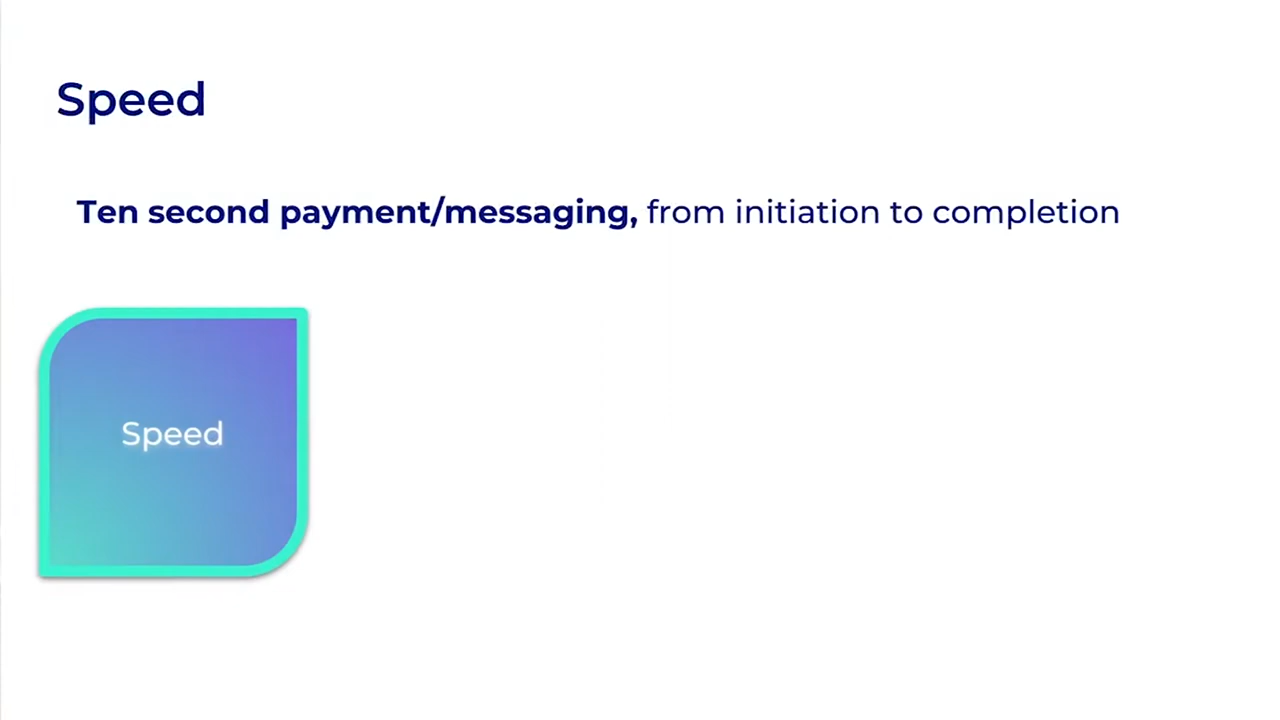 Speed
Ten second payment/messaging, from initiation to completion
Speed